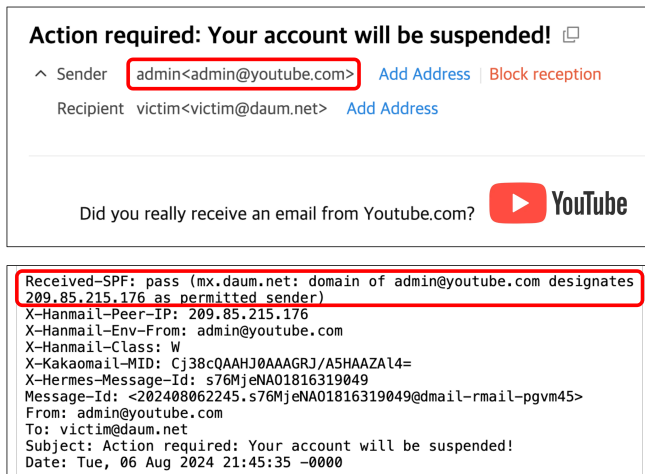 Action required: Your account will be suspended!
Sender admin<admin@youtube.com> Add Address | Block reception
Recipient victim<victim@daum.net> Add Address
Did you really receive an email from Youtube.com? YouTube
Received-SPF: pass (mx.daum.net: domain of admin@youtube.com designates
209.85.215.176 as permitted sender)
X-Hanmail-Peer-IP: 209.85.215.176
X-Hanmail-Env-From: admin@youtube.com
X-Hanmail-Class: W
X-Kakaomail-MID: Cj38cQAAHJ0AAAGRJ/A5HAAZAl4=
X-Hermes-Message-Id: s76MjeNAO1816319049
Message-Id: <202408062245.s76MjeNAO1816319049@dmail-rmail-pgvm45>
From: admin@youtube.com
To: victim@daum.net
Subject: Action required: Your account will be suspended!
Date: Tue, 06 Aug 2024 21:45:35 -0000